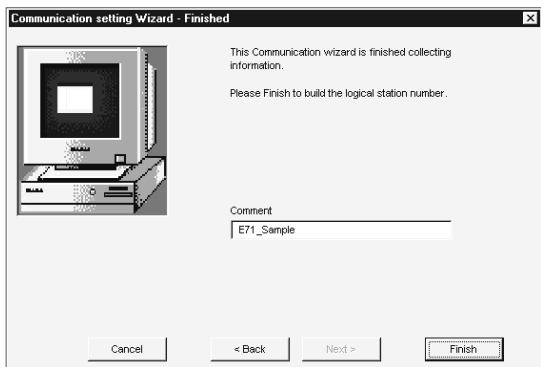 Communication setting Wizard - Finished
This Communication wizard is finished collecting
information.
Please Finish to build the logical station number.
Comment
E71_Sample
Cancel
< Back
Next >
Finish